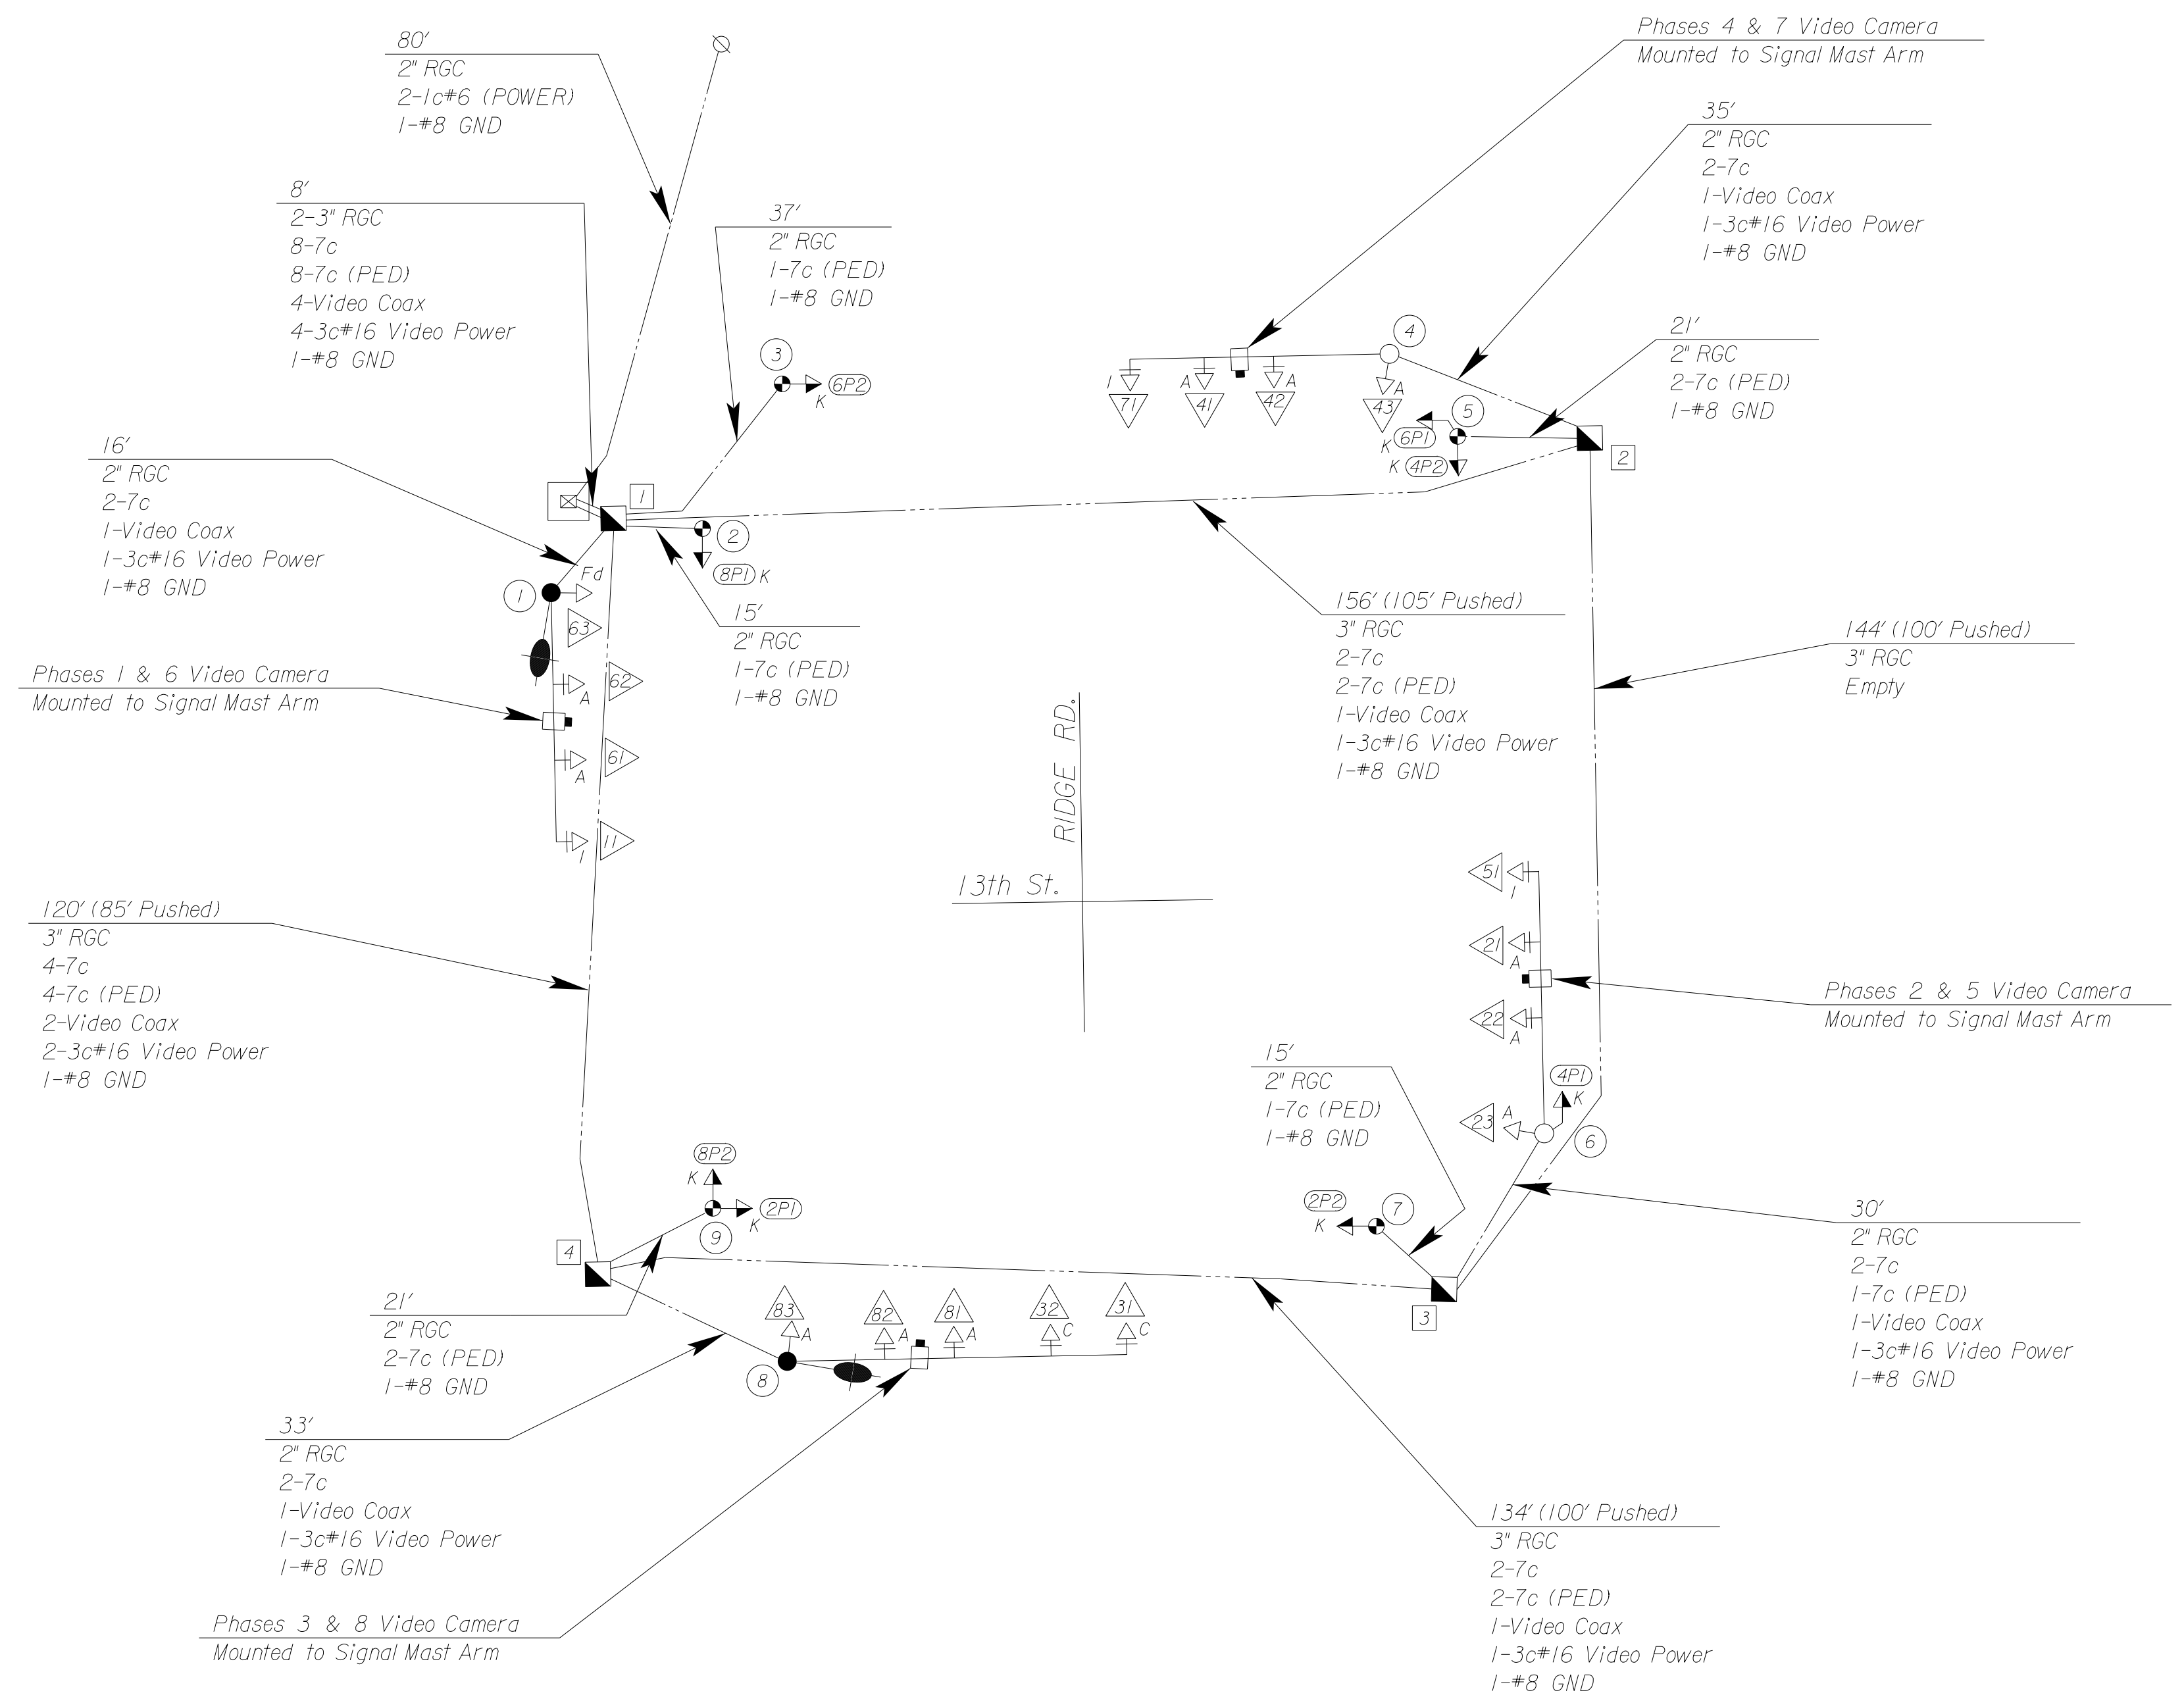 80'
2" RGC
2-1c#6 (POWER)
1-#8 GND
Phases 4 & 7 Video Camera
Mounted to Signal Mast Arm
35'
2" RGC
2-7c
1-Video Coax
1-3c#16 Video Power
1-#8 GND
8'
2-3" RGC
8-7c
8-7c (PED)
4-Video Coax
4-3c#16 Video Power
1-#8 GND
37'
2" RGC
1-7c (PED)
1-#8 GND
21'
2" RGC
2-7c (PED)
1-#8 GND
3
6P2
K
4
1
A
A
A
71
41
42
43
5
K
6P1
K
4P2
2
16'
2" RGC
2-7c
1-Video Coax
1-3c#16 Video Power
1-#8 GND
1
2
8P1
K
Fd
1
63
62
A
61
A
11
1
15'
2" RGC
1-7c (PED)
1-#8 GND
156' (105' Pushed)
3" RGC
2-7c
2-7c (PED)
1-Video Coax
1-3c#16 Video Power
1-#8 GND
144' (100' Pushed)
3" RGC
Empty
Phases 1 & 6 Video Camera
Mounted to Signal Mast Arm
RIDGE RD.
13th St.
120' (85' Pushed)
3" RGC
4-7c
4-7c (PED)
2-Video Coax
2-3c#16 Video Power
1-#8 GND
51
1
21
A
22
A
Phases 2 & 5 Video Camera
Mounted to Signal Mast Arm
15'
2" RGC
1-7c (PED)
1-#8 GND
4P1
K
23
A
6
8P2
K
2P1
K
9
4
2P2
K
7
3
30'
2" RGC
2-7c
1-7c (PED)
1-Video Coax
1-3c#16 Video Power
1-#8 GND
21'
2" RGC
2-7c (PED)
1-#8 GND
83
82
81
32
31
A
A
A
C
C
8
33'
2" RGC
2-7c
1-Video Coax
1-3c#16 Video Power
1-#8 GND
134' (100' Pushed)
3" RGC
2-7c
2-7c (PED)
1-Video Coax
1-3c#16 Video Power
1-#8 GND
Phases 3 & 8 Video Camera
Mounted to Signal Mast Arm